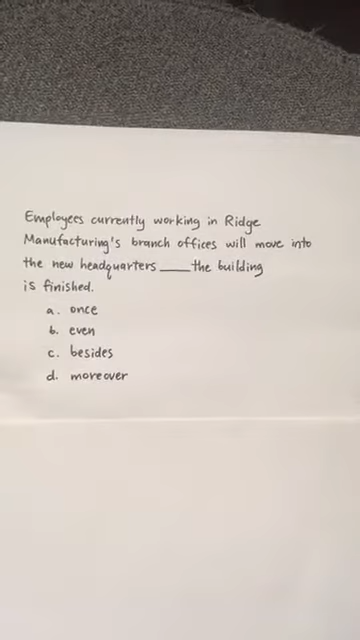 Employees currently working in Ridge
Manufacturing's branch offices will move into
the new headquarters ____ the building
is finished.
a. once
b. even
c. besides
d. moreover